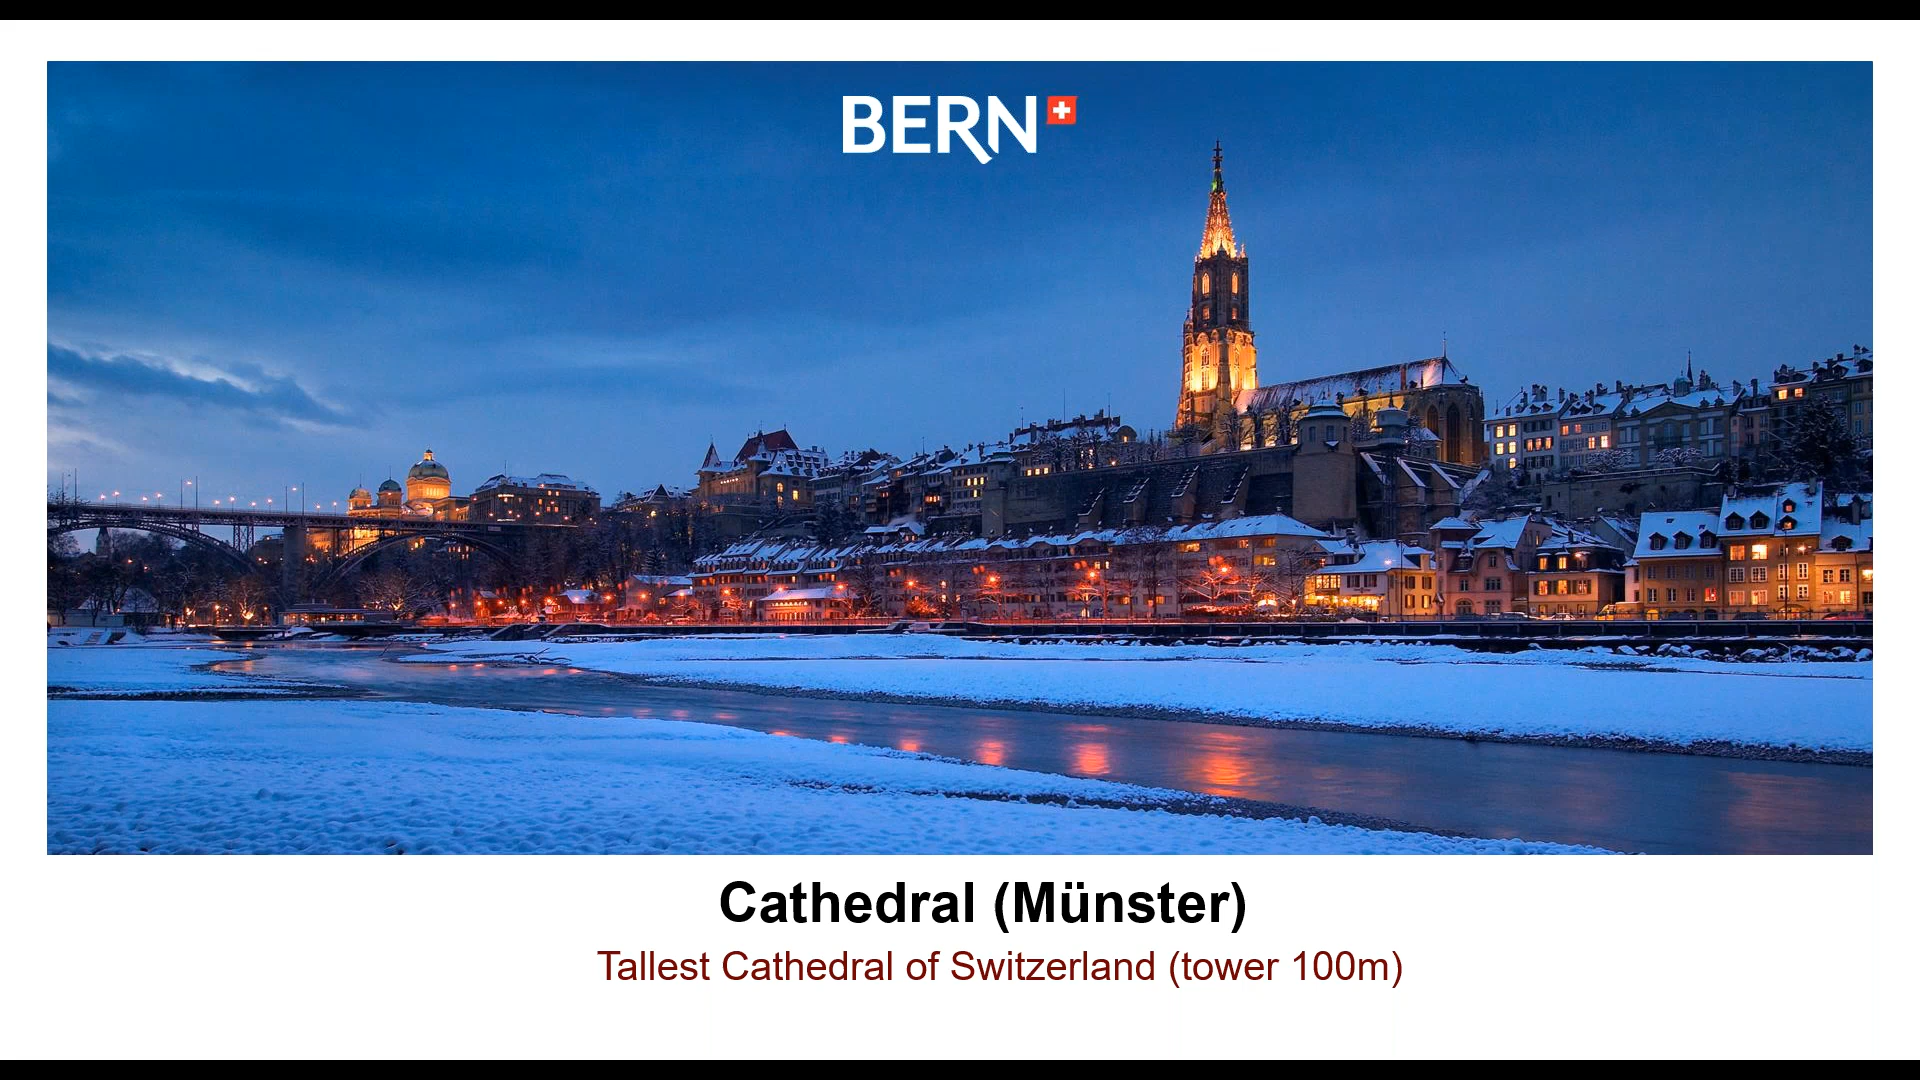 BERN
Cathedral (Münster)
Tallest Cathedral of Switzerland (tower 100m)